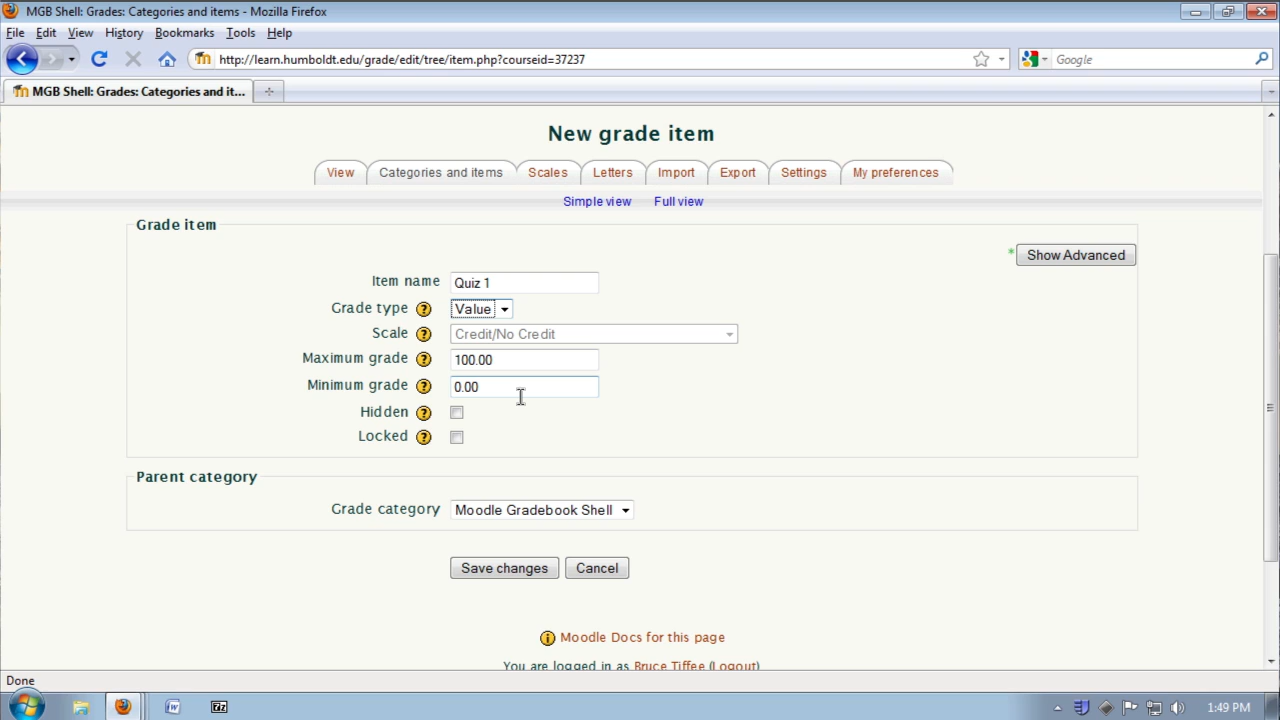 MGB Shell: Grades: Categories and items - Mozilla Firefox
File Edit View History Bookmarks Tools Help
http://learn.humboldt.edu/grade/edit/tree/item.php?courseid=37237
Google
MGB Shell: Grades: Categories and it...
New grade item
View Categories and items Scales Letters Import Export Settings My preferences
Simple view Full view
Grade item
* Show Advanced
Item name Quiz 1
Grade type ? Value
Scale ? Credit/No Credit
Maximum grade ? 100.00
Minimum grade ? 0.00
Hidden ?
Locked ?
Parent category
Grade category Moodle Gradebook Shell
Save changes Cancel
Moodle Docs for this page
You are logged in as Bruce Tiffee (Logout)
Done
1:49 PM